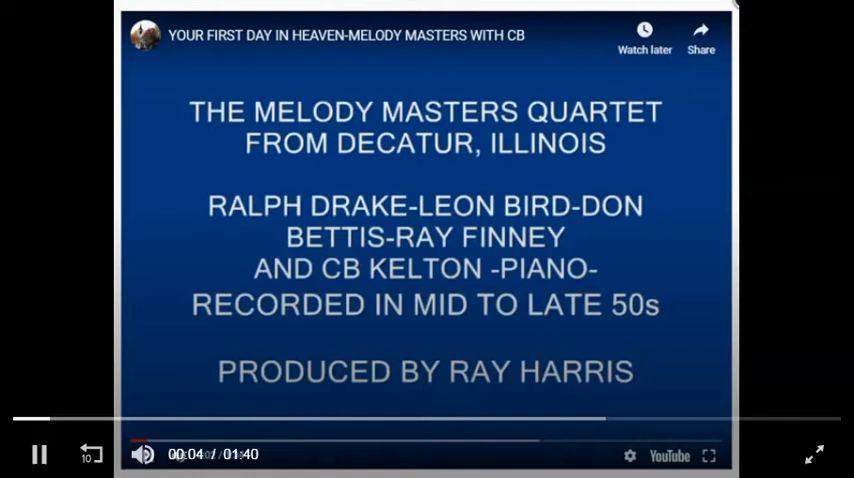 YOUR FIRST DAY IN HEAVEN-MELODY MASTERS WITH CB
Watch later
Share
THE MELODY MASTERS QUARTET
FROM DECATUR, ILLINOIS
RALPH DRAKE-LEON BIRD-DON
BETTIS-RAY FINNEY
AND CB KELTON -PIANO-
RECORDED IN MID TO LATE 50s
PRODUCED BY RAY HARRIS
10
00:04 / 01:40
YouTube